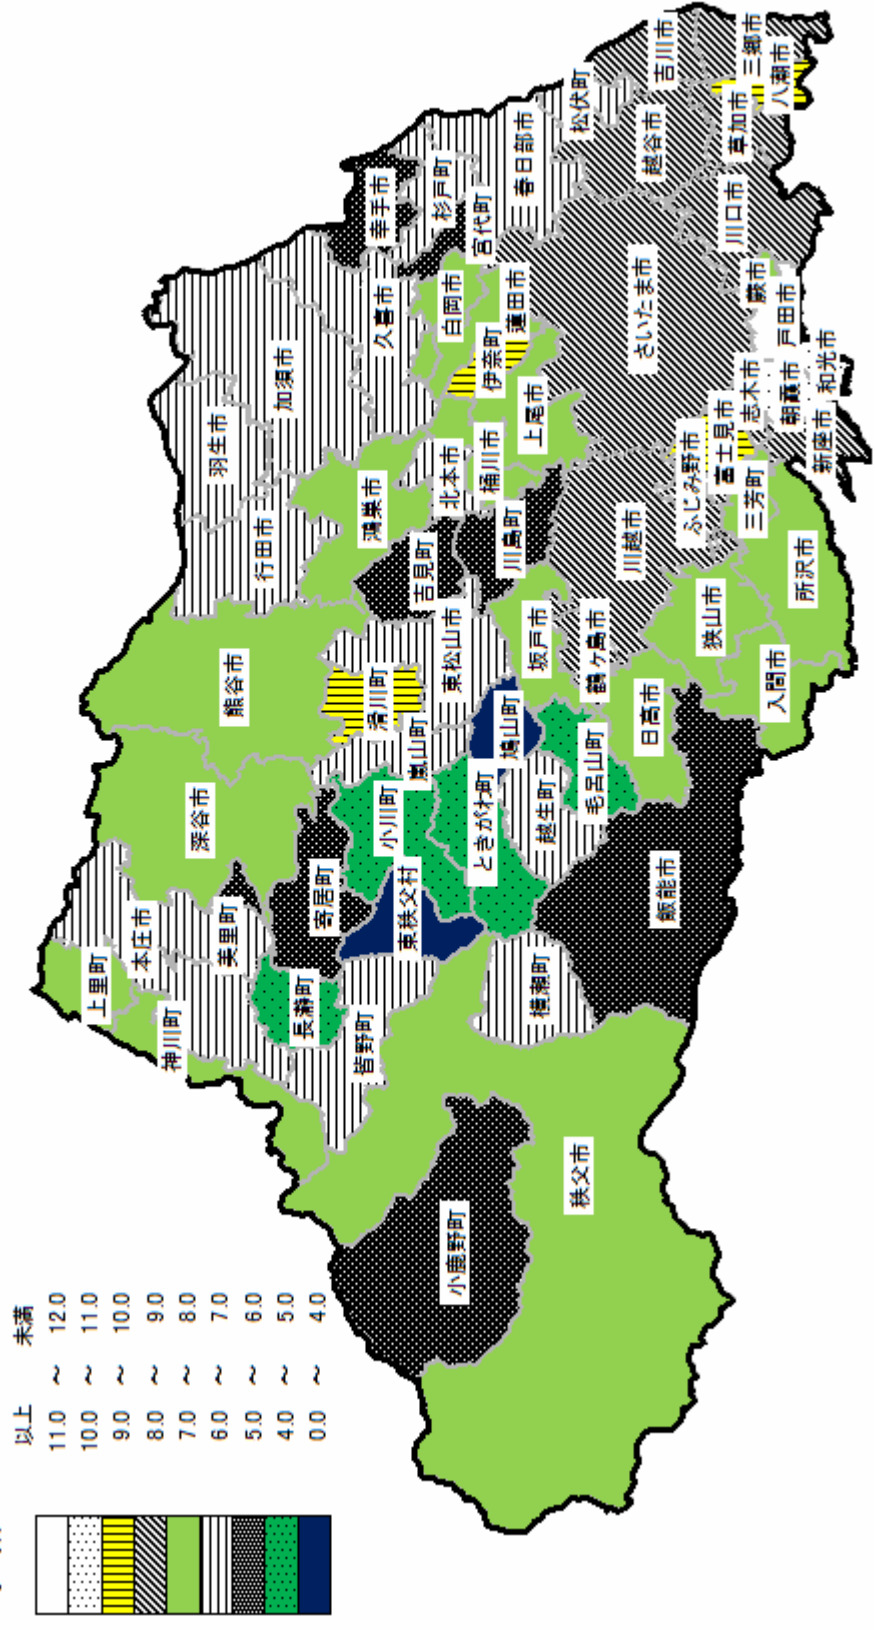 以上 未満
11.0 ~ 12.0
10.0 ~ 11.0
9.0 ~ 10.0
8.0 ~ 9.0
7.0 ~ 8.0
6.0 ~ 7.0
5.0 ~ 6.0
4.0 ~ 5.0
0.0 ~ 4.0
上里町
神川町
本庄市
美里町
深谷市
熊谷市
寄居町
長瀞町
皆野町
小鹿野町
秩父市
横瀬町
東秩父村
小川町
ときがわ町
嵐山町
滑川町
東松山市
鳩山町
越生町
毛呂山町
飯能市
日高市
坂戸市
鶴ヶ島市
川越市
狭山市
入間市
所沢市
三芳町
ふじみ野市
富士見市
志木市
新座市
朝霞市
和光市
戸田市
蕨市
川口市
さいたま市
上尾市
桶川市
北本市
川島町
吉見町
鴻巣市
行田市
羽生市
加須市
久喜市
白岡市
伊奈町
蓮田市
宮代町
杉戸町
幸手市
春日部市
松伏町
越谷市
吉川市
草加市
三郷市
八潮市